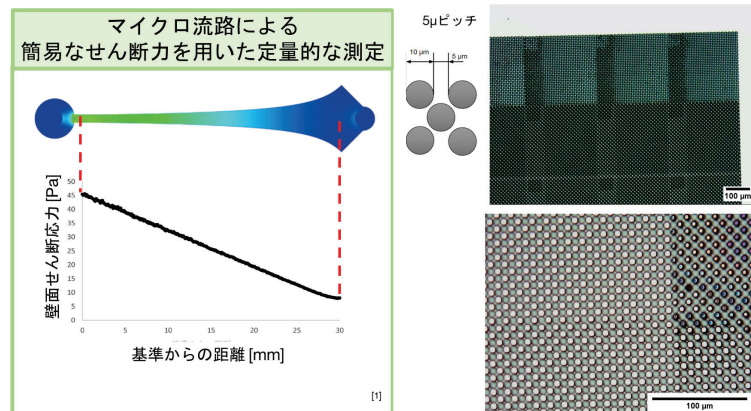 マイクロ流路による
簡易なせん断力を用いた定量的な測定
壁面せん断応力 [Pa]
50
45
40
35
30
25
20
15
10
5
0
0 5 10 15 20 25 30
基準からの距離 [mm]
[1]
5μピッチ
10 μm 5 μm
100 μm
100 μm